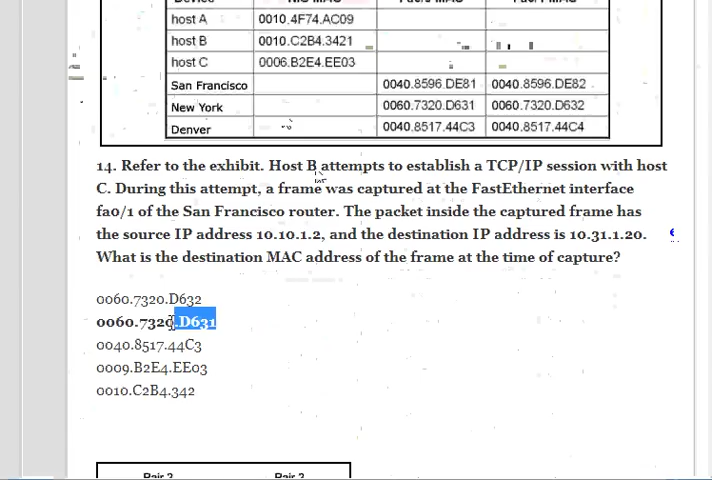 host A 0010.4F74.AC09
host B 0010.C2B4.3421
host C 0006.B2E4.EE03
San Francisco 0040.8596.DE81 0040.8596.DE82
New York 0060.7320.D631 0060.7320.D632
Denver 0040.8517.44C3 0040.8517.44C4
14. Refer to the exhibit. Host B attempts to establish a TCP/IP session with host
C. During this attempt, a frame was captured at the FastEthernet interface
fa0/1 of the San Francisco router. The packet inside the captured frame has
the source IP address 10.10.1.2, and the destination IP address is 10.31.1.20.
What is the destination MAC address of the frame at the time of capture?
0060.7320.D632
0060.7320.D631
0040.8517.44C3
0009.B2E4.EE03
0010.C2B4.342